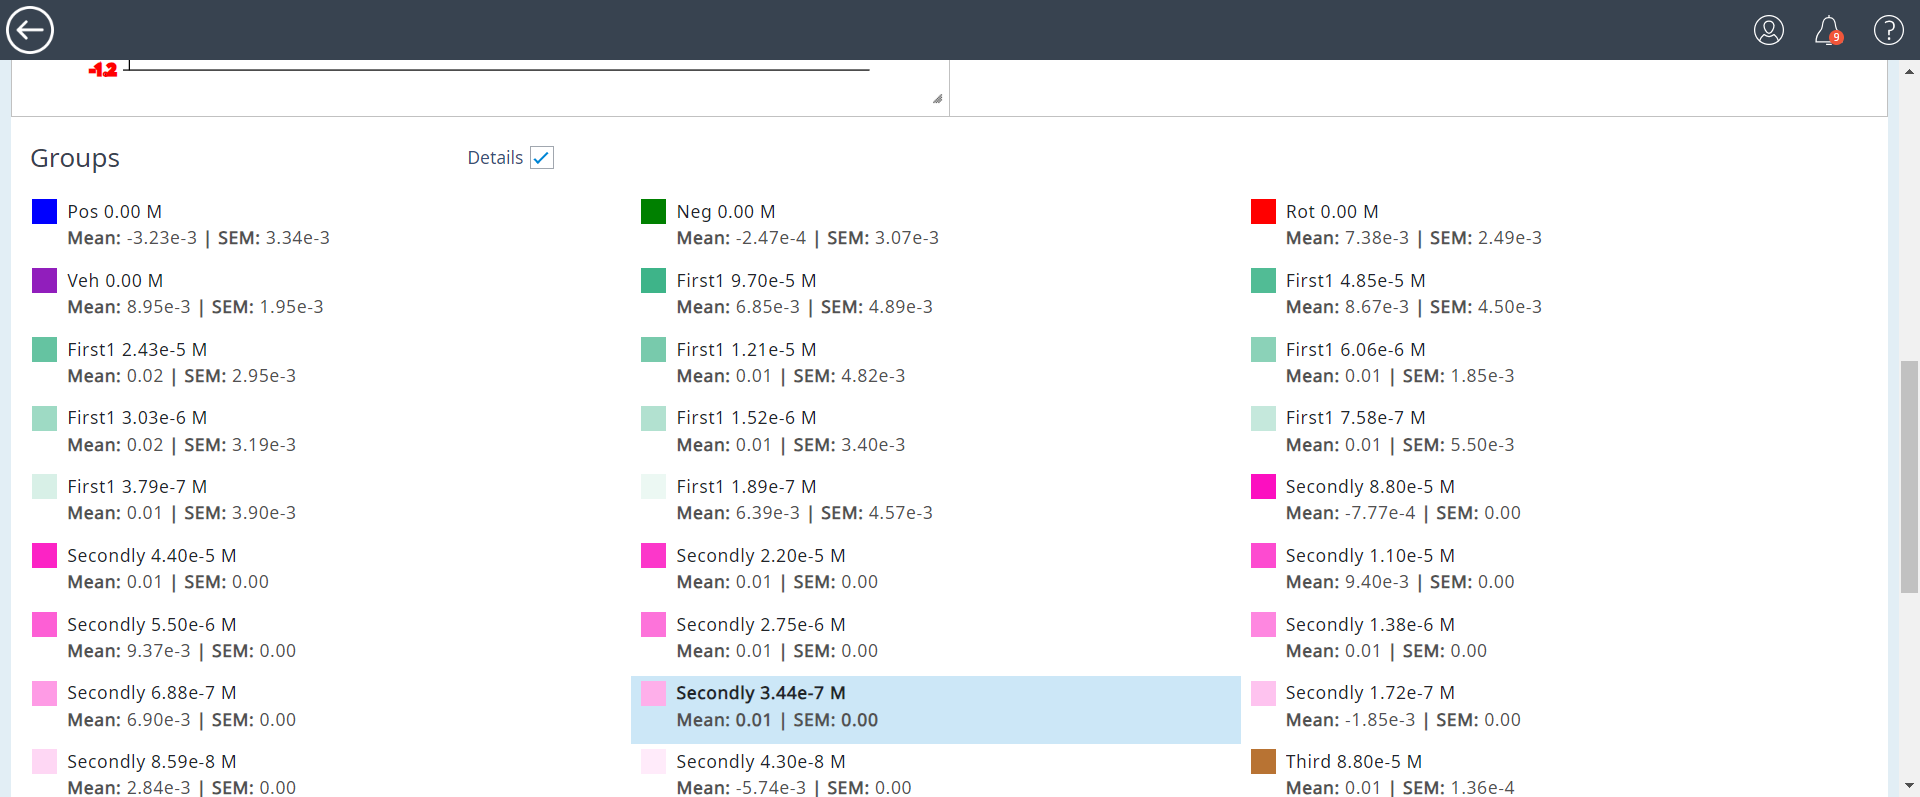 9
-12
Groups
Details
Pos 0.00 M
Mean: -3.23e-3 | SEM: 3.34e-3
Neg 0.00 M
Mean: -2.47e-4 | SEM: 3.07e-3
Rot 0.00 M
Mean: 7.38e-3 | SEM: 2.49e-3
Veh 0.00 M
Mean: 8.95e-3 | SEM: 1.95e-3
First1 9.70e-5 M
Mean: 6.85e-3 | SEM: 4.89e-3
First1 4.85e-5 M
Mean: 8.67e-3 | SEM: 4.50e-3
First1 2.43e-5 M
Mean: 0.02 | SEM: 2.95e-3
First1 1.21e-5 M
Mean: 0.01 | SEM: 4.82e-3
First1 6.06e-6 M
Mean: 0.01 | SEM: 1.85e-3
First1 3.03e-6 M
Mean: 0.02 | SEM: 3.19e-3
First1 1.52e-6 M
Mean: 0.01 | SEM: 3.40e-3
First1 7.58e-7 M
Mean: 0.01 | SEM: 5.50e-3
First1 3.79e-7 M
Mean: 0.01 | SEM: 3.90e-3
First1 1.89e-7 M
Mean: 6.39e-3 | SEM: 4.57e-3
Secondly 8.80e-5 M
Mean: -7.77e-4 | SEM: 0.00
Secondly 4.40e-5 M
Mean: 0.01 | SEM: 0.00
Secondly 2.20e-5 M
Mean: 0.01 | SEM: 0.00
Secondly 1.10e-5 M
Mean: 9.40e-3 | SEM: 0.00
Secondly 5.50e-6 M
Mean: 9.37e-3 | SEM: 0.00
Secondly 2.75e-6 M
Mean: 0.01 | SEM: 0.00
Secondly 1.38e-6 M
Mean: 0.01 | SEM: 0.00
Secondly 6.88e-7 M
Mean: 6.90e-3 | SEM: 0.00
Secondly 3.44e-7 M
Mean: 0.01 | SEM: 0.00
Secondly 1.72e-7 M
Mean: -1.85e-3 | SEM: 0.00
Secondly 8.59e-8 M
Mean: 2.84e-3 | SEM: 0.00
Secondly 4.30e-8 M
Mean: -5.74e-3 | SEM: 0.00
Third 8.80e-5 M
Mean: 0.01 | SEM: 1.36e-4